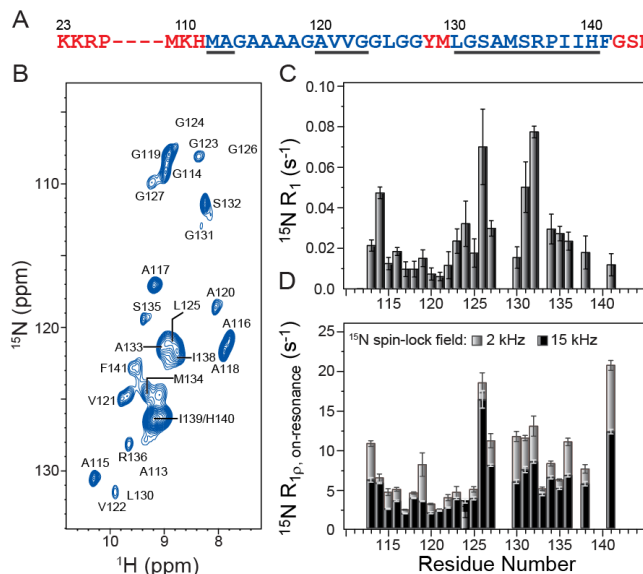 A
23 110 120 130 140
KKRP----MKHMAGAAAAGAVVGGLGGYMLGSAMSRPIIHFGSD
B
G124
G123
G119
G126
G114
G127
S132
G131
A117
L125
S135
A120
A116
A133
I138
A118
F141
M134
V121
I139/H140
R136
A113
A115
L130
V122
110
120
130
¹⁵N (ppm)
10 9 8
¹H (ppm)
C
0.10
0.08
0.06
0.04
0.02
0.00
¹⁵N R₁ (s⁻¹)
115 120 125 130 135 140
D
¹⁵N spin-lock field: 2 kHz 15 kHz
25
20
15
10
5
0
¹⁵N R₁ρ, on-resonance (s⁻¹)
115 120 125 130 135 140
Residue Number